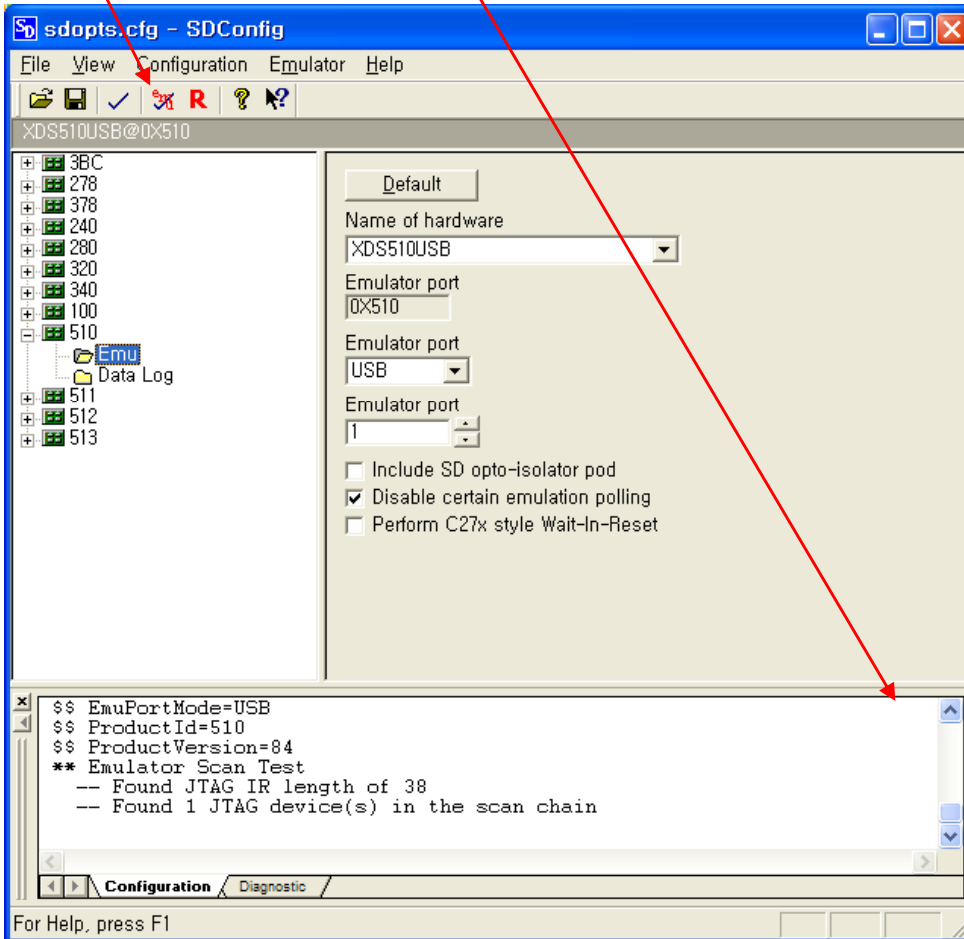 sdopts.cfg - SDConfig
File View Configuration Emulator Help
XDS510USB@0X510
3BC
278
378
240
280
320
340
100
510
Emu
Data Log
511
512
513
Default
Name of hardware
XDS510USB
Emulator port
0X510
Emulator port
USB
Emulator port
1
Include SD opto-isolator pod
Disable certain emulation polling
Perform C27x style Wait-In-Reset
$$ EmuPortMode=USB
$$ ProductId=510
$$ ProductVersion=84
** Emulator Scan Test
-- Found JTAG IR length of 38
-- Found 1 JTAG device(s) in the scan chain
Configuration Diagnostic
For Help, press F1